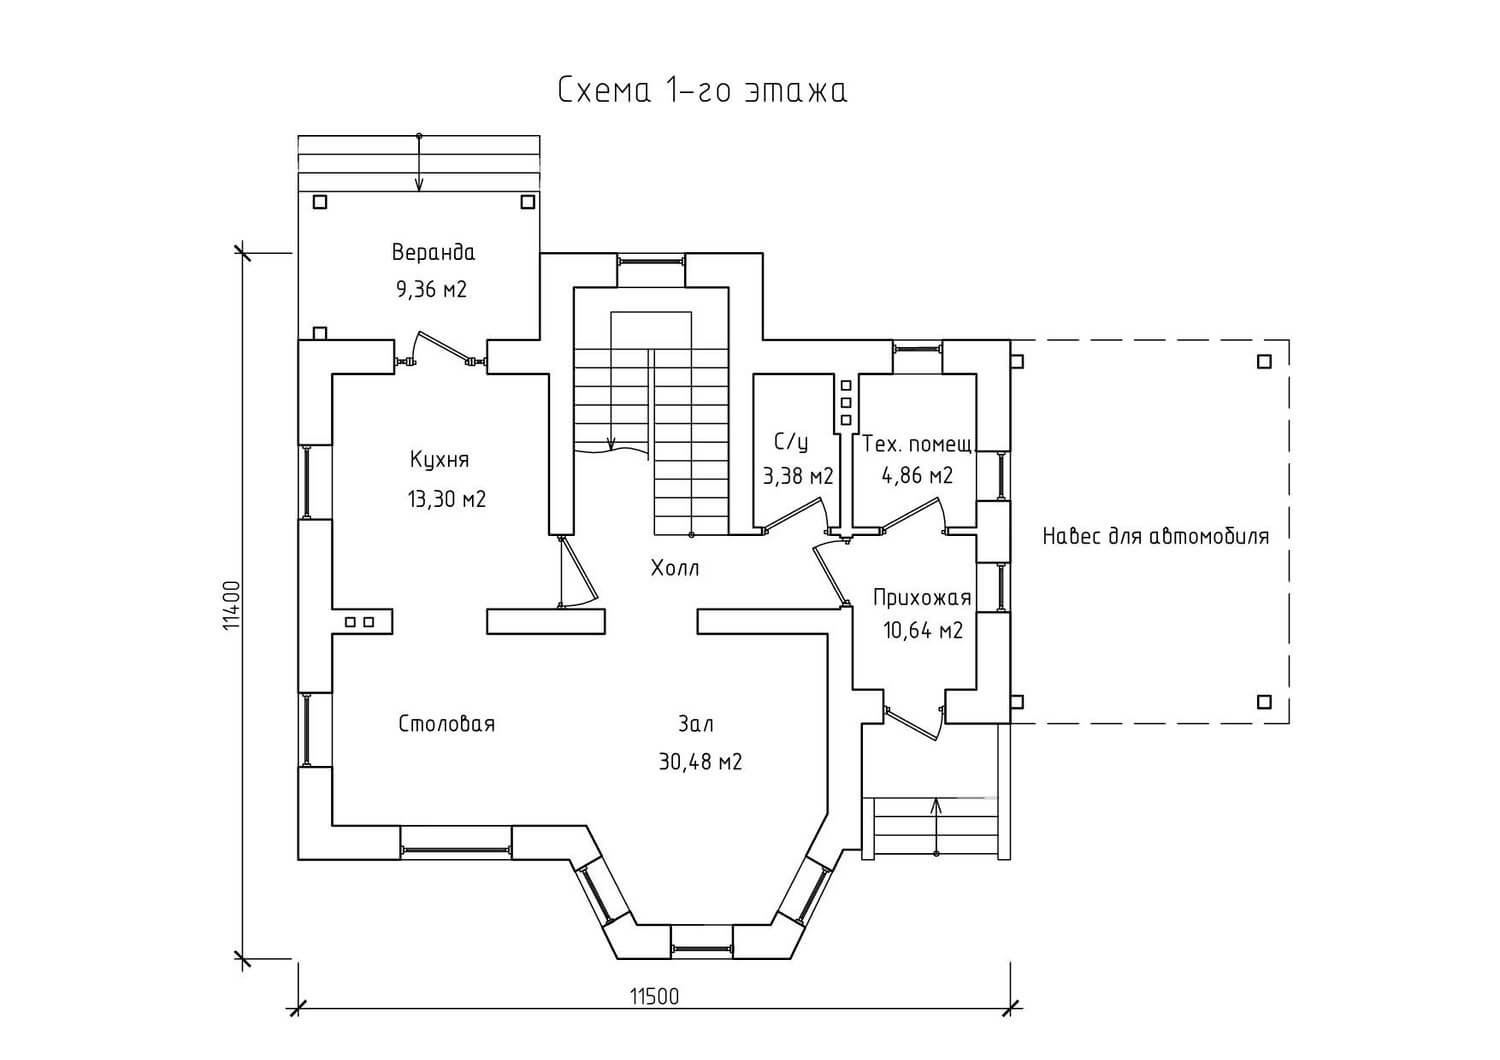 Схема 1-го этажа
Веранда
9,36 м2
Кухня
13,30 м2
С/у
3,38 м2
Тех. помещ.
4,86 м2
Навес для автомобиля
Холл
Прихожая
10,64 м2
Столовая
Зал
30,48 м2
11400
11500